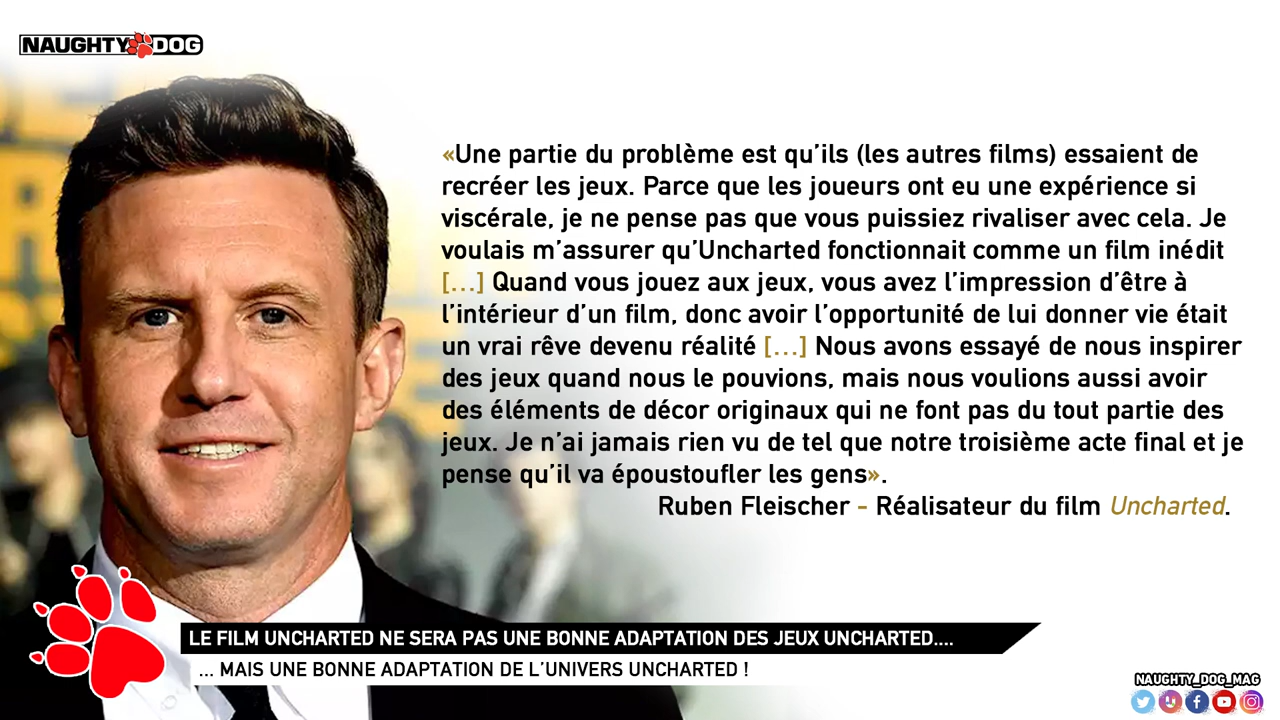 NAUGHTY DOG
«Une partie du problème est qu'ils (les autres films) essaient de
recréer les jeux. Parce que les joueurs ont eu une expérience si
viscérale, je ne pense pas que vous puissiez rivaliser avec cela. Je
voulais m'assurer qu'Uncharted fonctionnait comme un film inédit
[...] Quand vous jouez aux jeux, vous avez l'impression d'être à
l'intérieur d'un film, donc avoir l'opportunité de lui donner vie était
un vrai rêve devenu réalité [...] Nous avons essayé de nous inspirer
des jeux quand nous le pouvions, mais nous voulions aussi avoir
des éléments de décor originaux qui ne font pas du tout partie des
jeux. Je n'ai jamais rien vu de tel que notre troisième acte final et je
pense qu'il va époustoufler les gens».
Ruben Fleischer - Réalisateur du film Uncharted.
LE FILM UNCHARTED NE SERA PAS UNE BONNE ADAPTATION DES JEUX UNCHARTED....
... MAIS UNE BONNE ADAPTATION DE L'UNIVERS UNCHARTED !
NAUGHTY_DOG_MAG